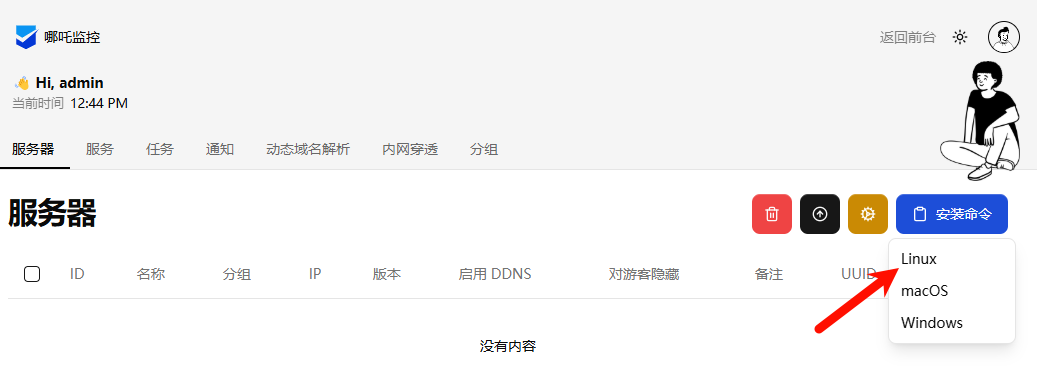 哪吒监控
返回前台
Hi, admin
当前时间 12:44 PM
服务器 服务 任务 通知 动态域名解析 内网穿透 分组
服务器
安装命令
ID 名称 分组 IP 版本 启用 DDNS 对游客隐藏 备注 UUID
Linux
macOS
Windows
没有内容